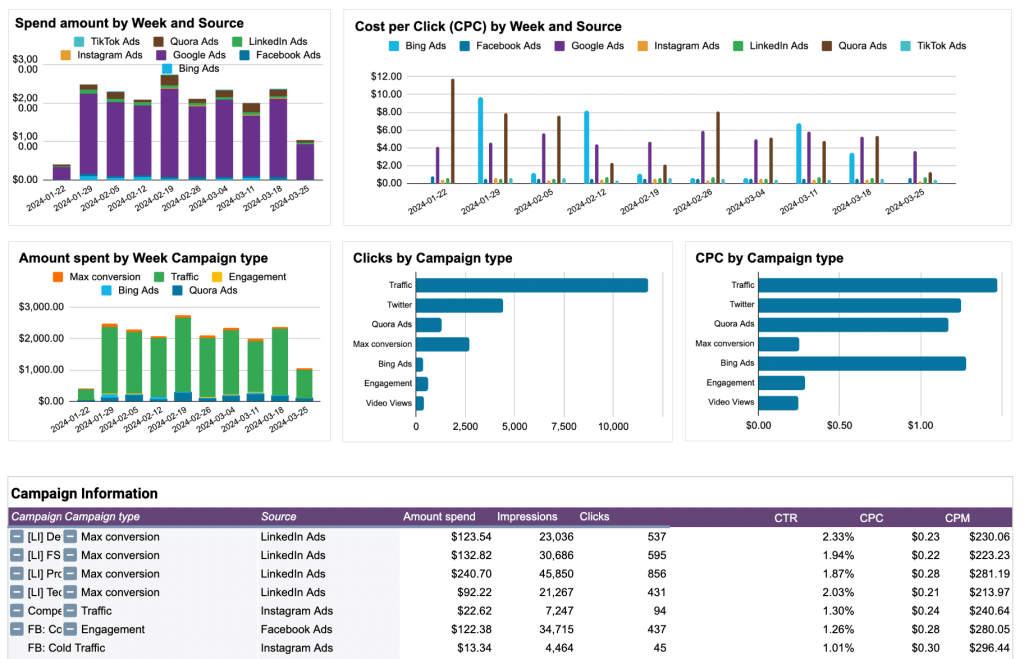 Spend amount by Week and Source
TikTok Ads Quora Ads LinkedIn Ads
Instagram Ads Google Ads Facebook Ads
Bing Ads
$3,00
0.00
$2,00
0.00
$1,00
0.00
$0.00
2024-01-22 2024-01-29 2024-02-05 2024-02-12 2024-02-19 2024-02-26 2024-03-04 2024-03-11 2024-03-18 2024-03-25
Cost per Click (CPC) by Week and Source
Bing Ads Facebook Ads Google Ads Instagram Ads LinkedIn Ads Quora Ads TikTok Ads
$12.00
$10.00
$8.00
$6.00
$4.00
$2.00
$0.00
2024-01-22 2024-01-29 2024-02-05 2024-02-12 2024-02-19 2024-02-26 2024-03-04 2024-03-11 2024-03-18 2024-03-25
Amount spent by Week Campaign type
Max conversion Traffic Engagement
Bing Ads Quora Ads
$3,000.00
$2,000.00
$1,000.00
$0.00
2024-01-22 2024-01-29 2024-02-05 2024-02-12 2024-02-19 2024-02-26 2024-03-04 2024-03-11 2024-03-18 2024-03-25
Clicks by Campaign type
Traffic
Twitter
Quora Ads
Max conversion
Bing Ads
Engagement
Video Views
0 2,500 5,000 7,500 10,000
CPC by Campaign type
Traffic
Twitter
Quora Ads
Max conversion
Bing Ads
Engagement
Video Views
$0.00 $0.50 $1.00
Campaign Information
Campaign Campaign type Source Amount spend Impressions Clicks CTR CPC CPM
[LI] De Max conversion LinkedIn Ads $123.54 23,036 537 2.33% $0.23 $230.06
[LI] FS Max conversion LinkedIn Ads $132.82 30,686 595 1.94% $0.22 $223.23
[LI] Pro Max conversion LinkedIn Ads $240.70 45,850 856 1.87% $0.28 $281.19
[LI] Tec Max conversion LinkedIn Ads $92.22 21,267 431 2.03% $0.21 $213.97
Compe Traffic Instagram Ads $22.62 7,247 94 1.30% $0.24 $240.64
FB: Co Engagement Facebook Ads $122.38 34,715 437 1.26% $0.28 $280.05
FB: Cold Traffic Instagram Ads $13.34 4,464 45 1.01% $0.30 $296.44